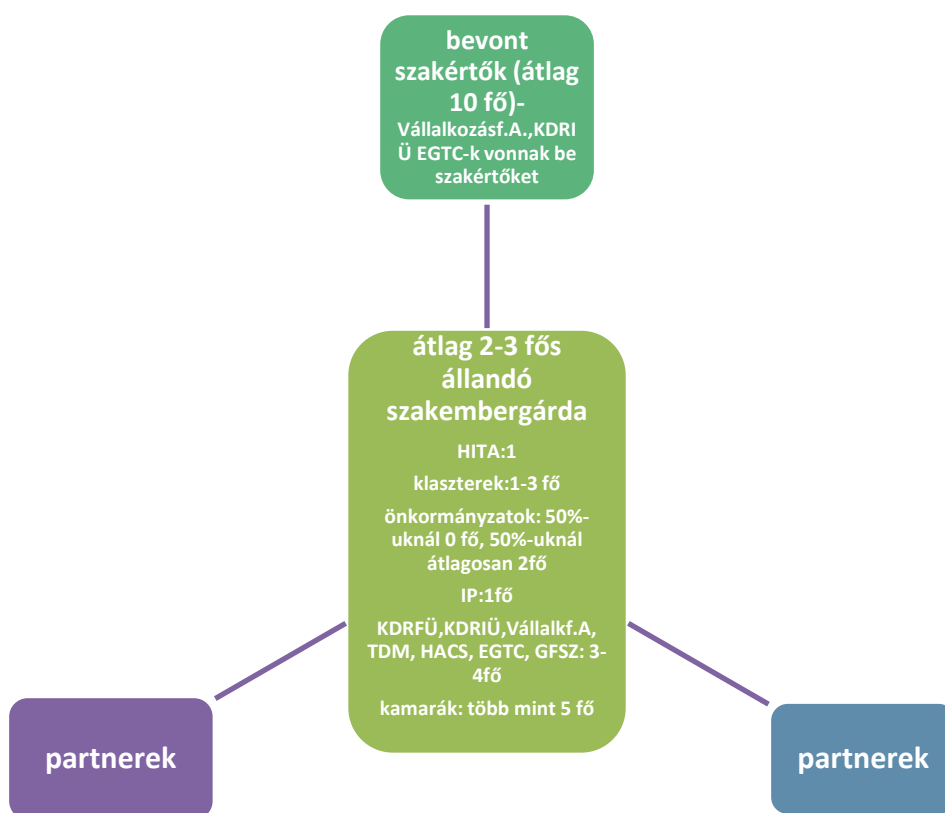 bevont
szakértők (átlag
10 fő)-
Vállalkozásf.A.,KDRI
Ü EGTC-k vonnak be
szakértőket
átlag 2-3 fős
állandó
szakembergárda
HITA:1
klaszterek:1-3 fő
önkormányzatok: 50%-
uknál 0 fő, 50%-uknál
átlagosan 2fő
IP:1fő
KDRFÜ,KDRIÜ,Vállalkf.A,
TDM, HACS, EGTC, GFSZ: 3-
4fő
kamarák: több mint 5 fő
partnerek
partnerek